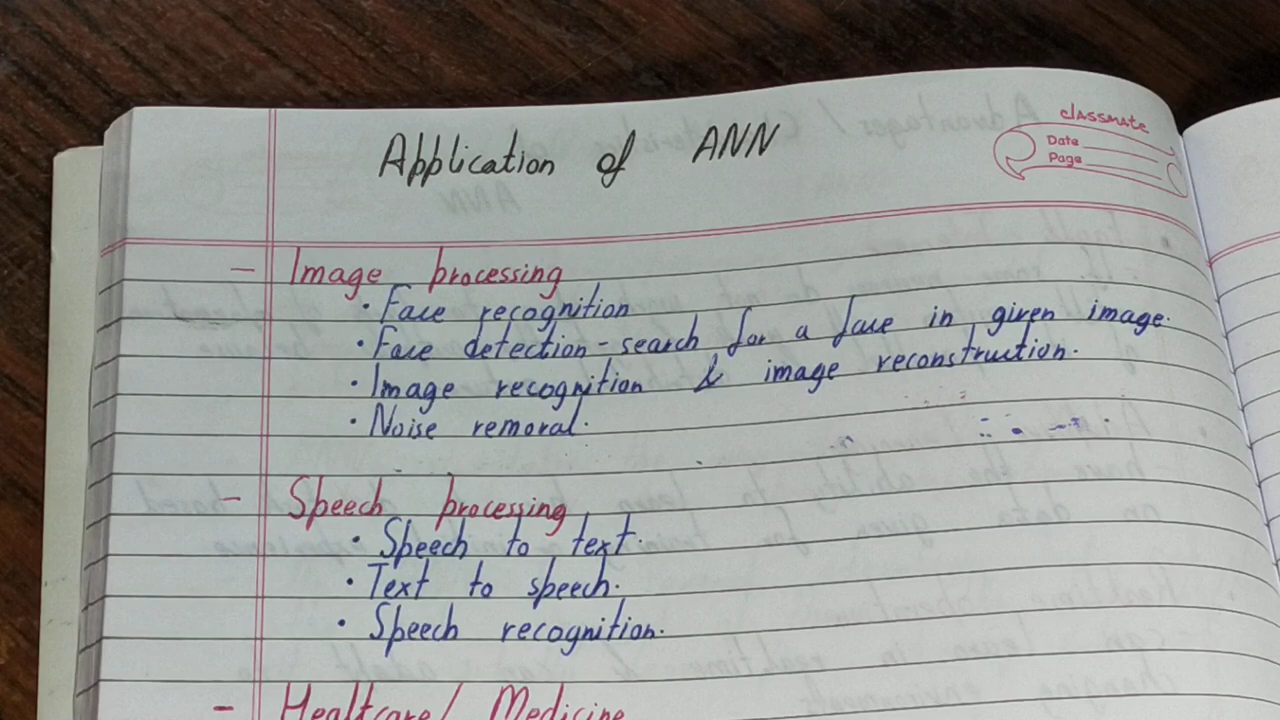 Application of ANN
classmate
Date
Page
- Image processing
• Face recognition
• Face detection - search for a face in given image.
• Image recognition & image reconstruction.
• Noise removal.
- Speech processing
• Speech to text.
• Text to speech.
• Speech recognition.
- Healtcare/ Medicine